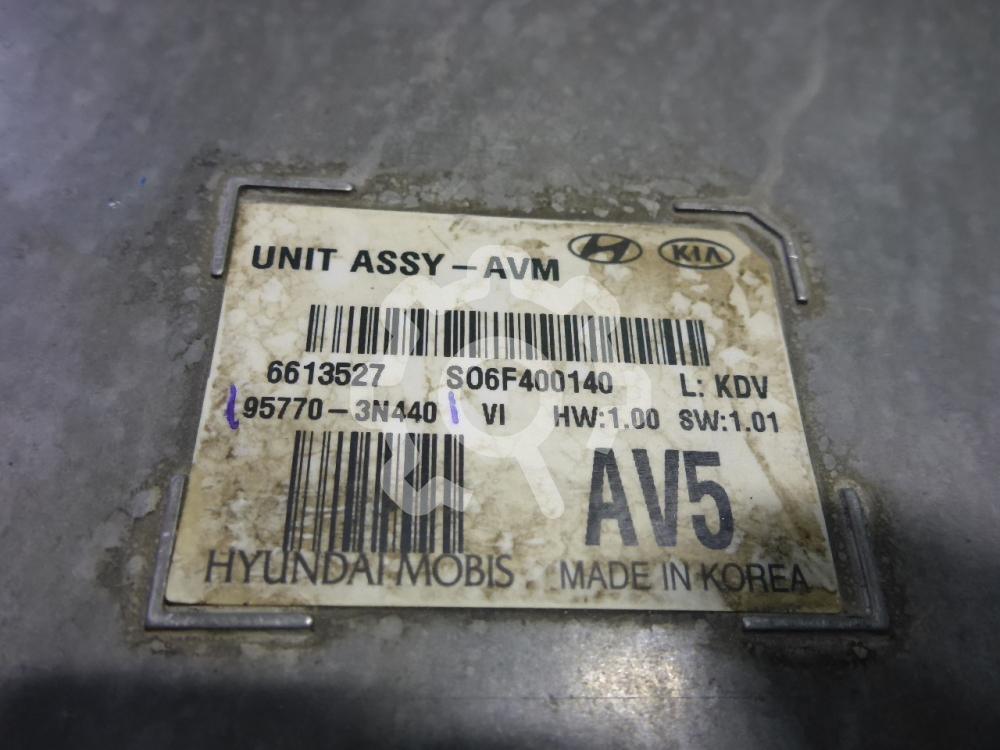 UNIT ASSY - AVM
KIA
6613527 S06F400140 L: KDV
95770-3N440 VI HW:1.00 SW:1.01
AV5
HYUNDAI MOBIS MADE IN KOREA